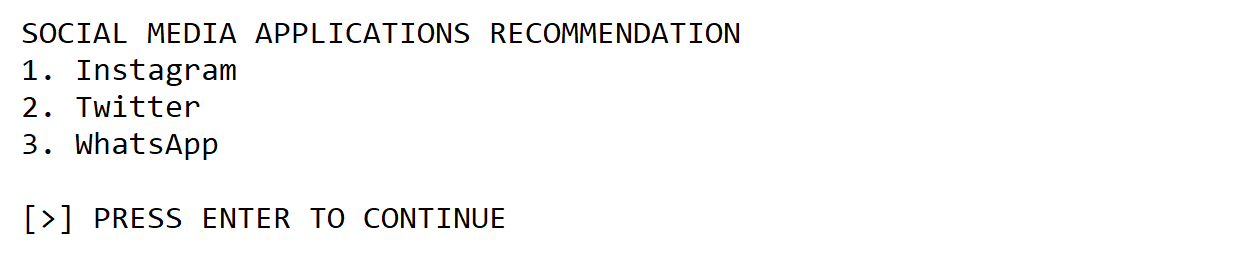 SOCIAL MEDIA APPLICATIONS RECOMMENDATION
1. Instagram
2. Twitter
3. WhatsApp
[>] PRESS ENTER TO CONTINUE